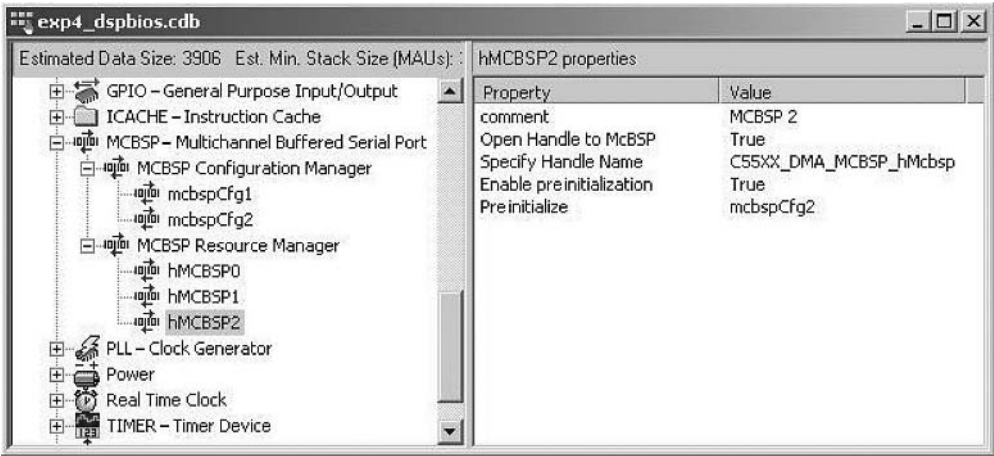 exp4_dspbios.cdb
Estimated Data Size: 3906 Est. Min. Stack Size (MAUs):
GPIO – General Purpose Input/Output
ICACHE – Instruction Cache
MCBSP – Multichannel Buffered Serial Port
MCBSP Configuration Manager
mcbspCfg1
mcbspCfg2
MCBSP Resource Manager
hMCBSP0
hMCBSP1
hMCBSP2
PLL – Clock Generator
Power
Real Time Clock
TIMER – Timer Device
hMCBSP2 properties
Property Value
comment MCBSP 2
Open Handle to McBSP True
Specify Handle Name C55XX_DMA_MCBSP_hMcbsp
Enable preinitialization True
Preinitialize mcbspCfg2